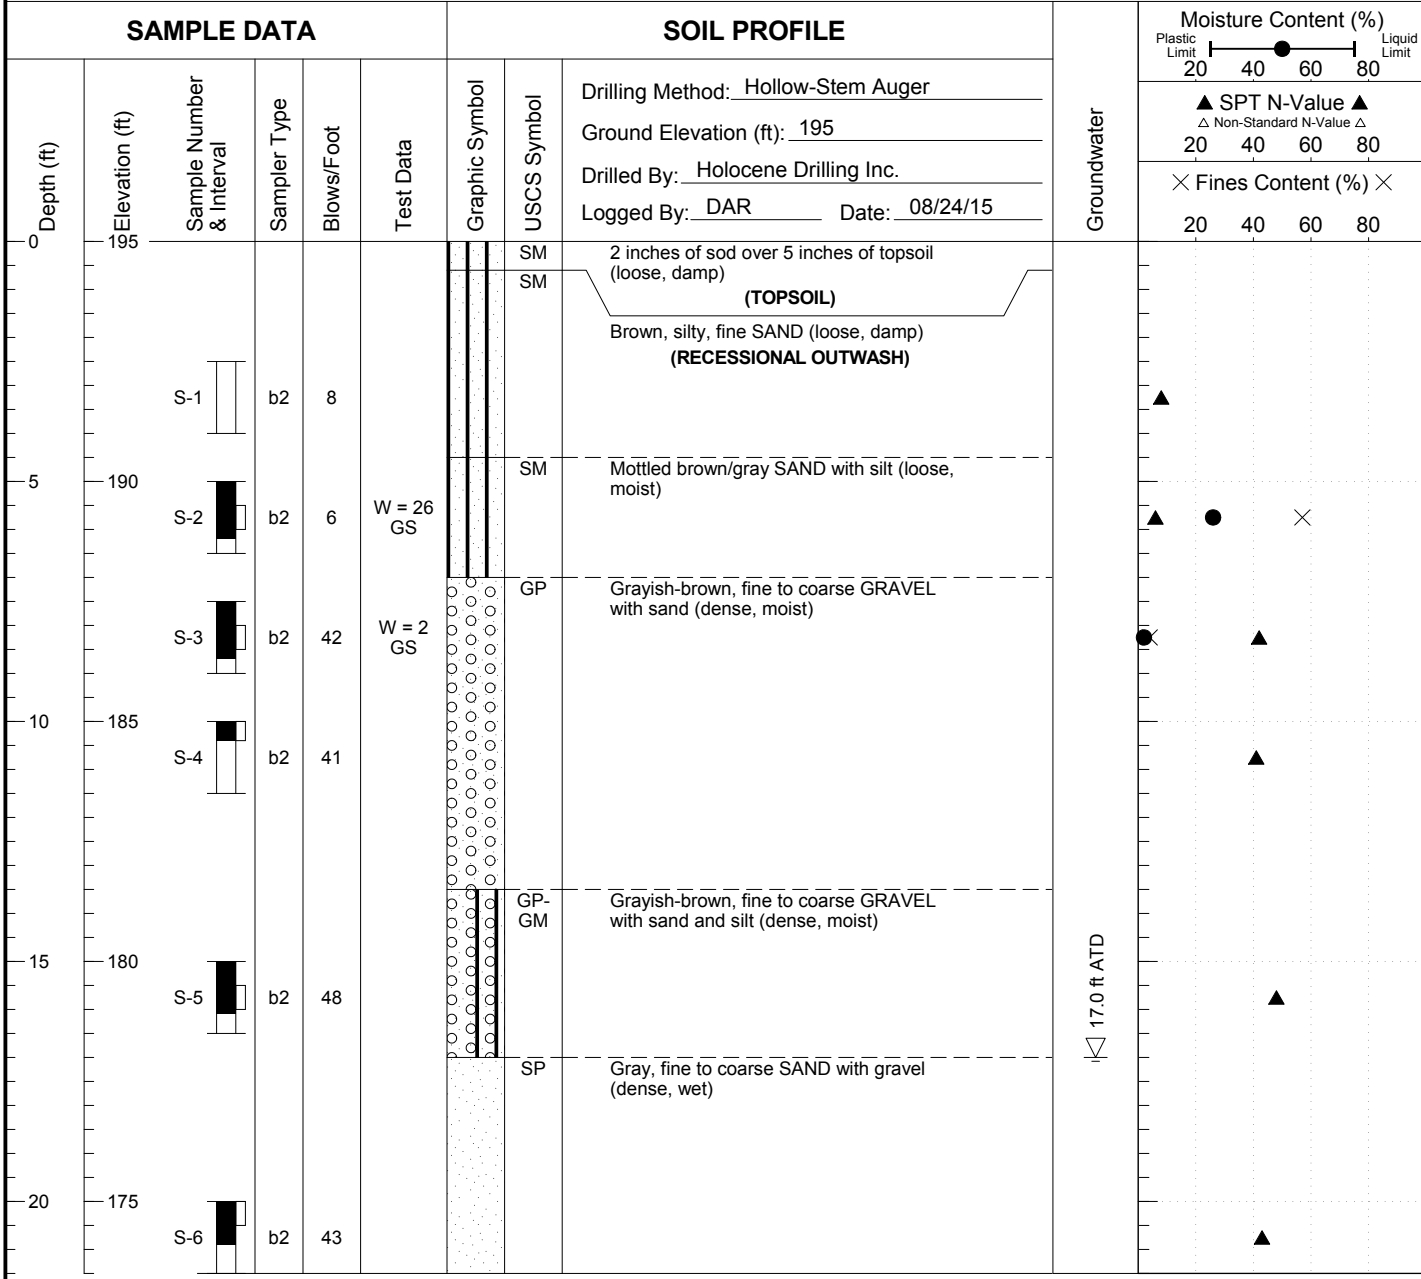 SAMPLE DATA
SOIL PROFILE
Depth (ft)
Elevation (ft)
Sample Number
& Interval
Sampler Type
Blows/Foot
Test Data
Graphic Symbol
USCS Symbol
Drilling Method: Hollow-Stem Auger
Ground Elevation (ft): 195
Drilled By: Holocene Drilling Inc.
Logged By: DAR Date: 08/24/15
Groundwater
Moisture Content (%)
Plastic
Limit
Liquid
Limit
20 40 60 80
▲ SPT N-Value ▲
△ Non-Standard N-Value △
20 40 60 80
× Fines Content (%) ×
20 40 60 80
0 195
SM 2 inches of sod over 5 inches of topsoil
(loose, damp)
SM
(TOPSOIL)
Brown, silty, fine SAND (loose, damp)
(RECESSIONAL OUTWASH)
S-1 b2 8
SM Mottled brown/gray SAND with silt (loose,
moist)
5 190
S-2 b2 6 W = 26
GS
GP Grayish-brown, fine to coarse GRAVEL
with sand (dense, moist)
S-3 b2 42 W = 2
GS
10 185
S-4 b2 41
GP-
GM
Grayish-brown, fine to coarse GRAVEL
with sand and silt (dense, moist)
15 180
S-5 b2 48
17.0 ft ATD
SP Gray, fine to coarse SAND with gravel
(dense, wet)
20 175
S-6 b2 43